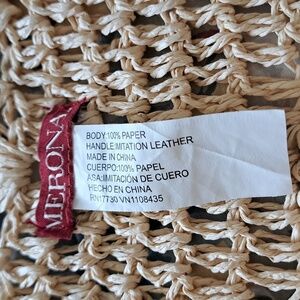 MERONA
BODY:100% PAPER
HANDLE:IMITATION LEATHER
MADE IN CHINA
CUERPO:100% PAPEL
ASA:IMITACIÓN DE CUERO
HECHO EN CHINA
RN17730 VN1108435